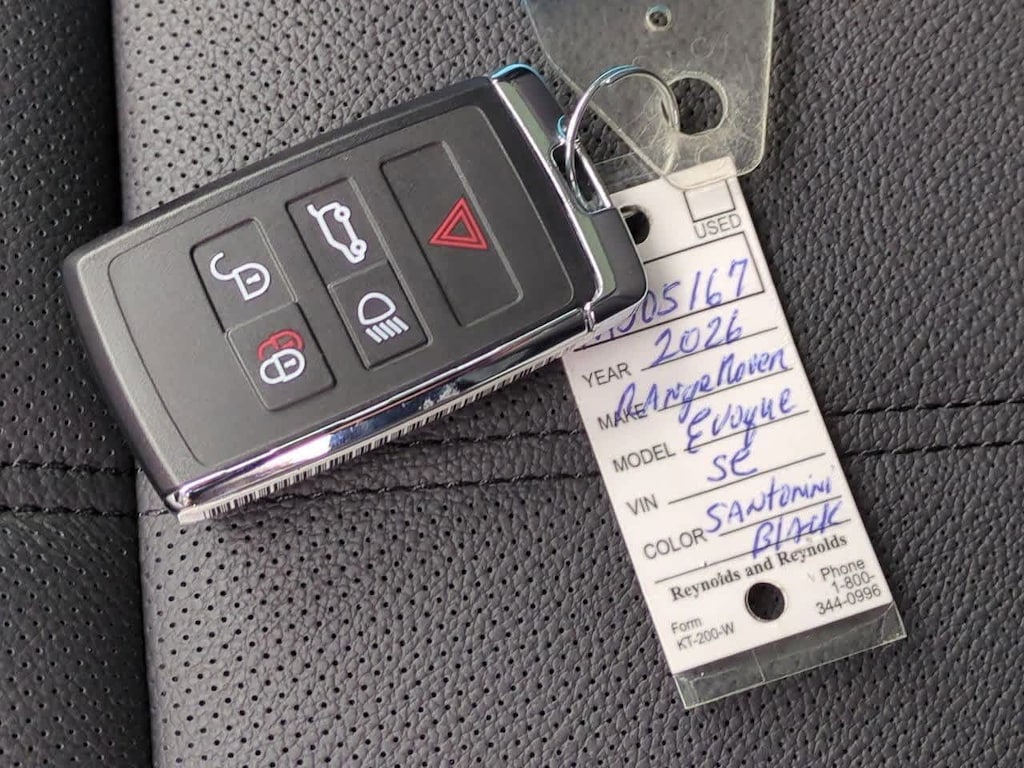 USED
005167
YEAR 2026
MAKE RANgeRover
MODEL Evoque
VIN SE
COLOR SANtorini
BlAck
Reynolds and Reynolds
Form
KT-200-W
Phone
1-800-
344-0996